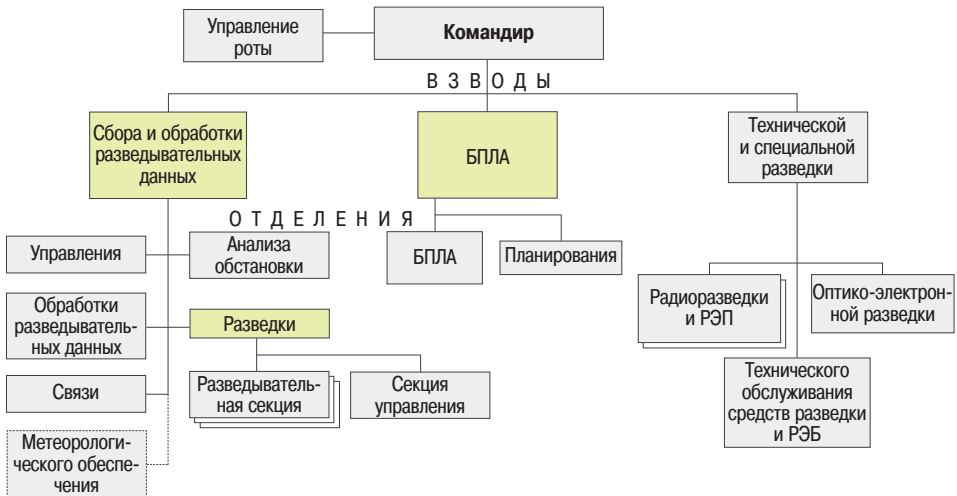 Управление
роты
Командир
ВЗВОДЫ
Сбора и обработки
разведывательных
данных
БПЛА
Технической
и специальной
разведки
ОТДЕЛЕНИЯ
Управления
Анализа
обстановки
БПЛА
Планирования
Обработки
разведыватель-
ных данных
Разведки
Радиоразведки
и РЭП
Оптико-электрон-
ной разведки
Связи
Разведыватель-
ная секция
Секция
управления
Технического
обслуживания
средств разведки
и РЭБ
Метеорологи-
ческого обеспе-
чения